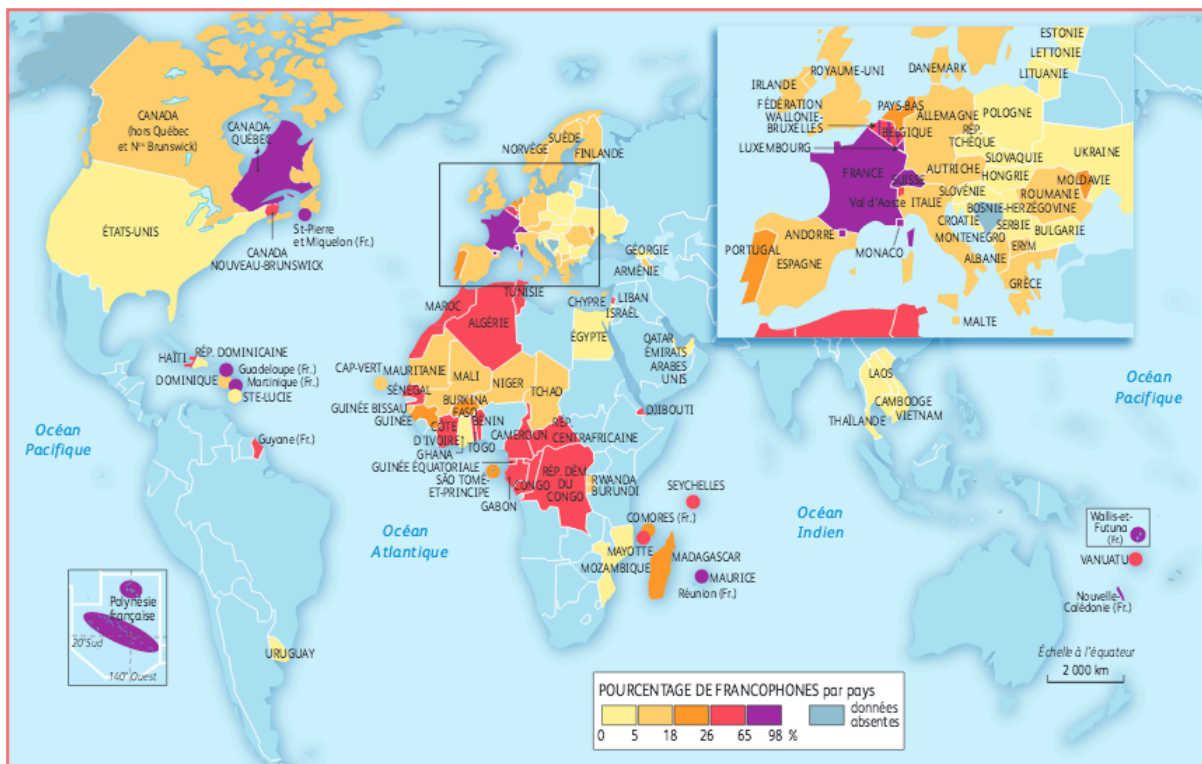 CANADA
(hors Québec
et Nau Brunswick)
CANADA-
QUÉBEC
ÉTATS-UNIS
St-Pierre
et Miquelon (Fr.)
CANADA
NOUVEAU-BRUNSWICK
HAÏTI
RÉP. DOMINICAINE
Guadeloupe (Fr.)
DOMINIQUE
Martinique (Fr.)
STE-LUCIE
Guyane (Fr.)
Océan
Pacifique
Polynésie
française
20°Sud
140° Ouest
URUGUAY
Océan
Atlantique
NORVÈGE
SUÈDE
FINLANDE
GÉORGIE
ARMÉNIE
TUNISIE
MAROC
ALGÉRIE
CHYPRE
LIBAN
ISRAËL
ÉGYPTE
QATAR
ÉMIRATS
ARABES
UNIS
CAP-VERT
MAURITANIE
MALI
NIGER
TCHAD
SÉNÉGAL
BURKINA
FASO
GUINÉE BISSAU
GUINÉE
BÉNIN
CÔTE
D'IVOIRE
TOGO
GHANA
CAMEROUN
RÉP.
CENTRAFRICAINE
DJIBOUTI
GUINÉE ÉQUATORIALE
SÃO TOMÉ-
ET-PRINCIPE
GABON
CONGO
RÉP. DÉM.
DU
CONGO
RWANDA
BURUNDI
SEYCHELLES
COMORES (Fr.)
MAYOTTE
MOZAMBIQUE
MADAGASCAR
MAURICE
Réunion (Fr.)
Océan
Indien
LAOS
CAMBODGE
VIETNAM
THAÏLANDE
Océan
Pacifique
Wallis-et-
Futuna
(Fr.)
VANUATU
Nouvelle-
Calédonie (Fr.)
Échelle à l'équateur
2 000 km
ESTONIE
LETTONIE
LITUANIE
DANEMARK
ROYAUME-UNI
IRLANDE
FÉDÉRATION
WALLONIE-
BRUXELLES
PAYS-BAS
ALLEMAGNE
POLOGNE
BELGIQUE
LUXEMBOURG
RÉP.
TCHÈQUE
SLOVAQUIE
UKRAINE
FRANCE
SUISSE
AUTRICHE
HONGRIE
MOLDAVIE
ROUMANIE
SLOVÉNIE
Val d'Aoste
ITALIE
CROATIE
BOSNIE-HERZÉGOVINE
SERBIE
BULGARIE
MONTENEGRO
ERYM
ALBANIE
ANDORRE
MONACO
PORTUGAL
ESPAGNE
GRÈCE
MALTE
POURCENTAGE DE FRANCOPHONES par pays
0 5 18 26 65 98 %
données
absentes